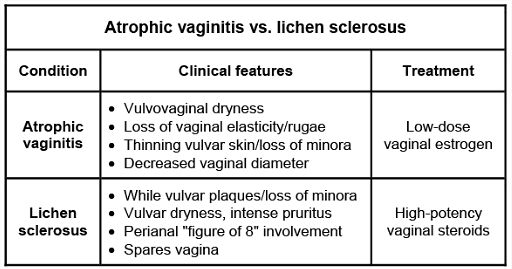 Atrophic vaginitis vs. lichen sclerosus
Condition
Clinical features
Treatment
Atrophic
vaginitis
• Vulvovaginal dryness
• Loss of vaginal elasticity/rugae
• Thinning vulvar skin/loss of minora
• Decreased vaginal diameter
Low-dose
vaginal estrogen
Lichen
sclerosus
• While vulvar plaques/loss of minora
• Vulvar dryness, intense pruritus
• Perianal "figure of 8" involvement
• Spares vagina
High-potency
vaginal steroids